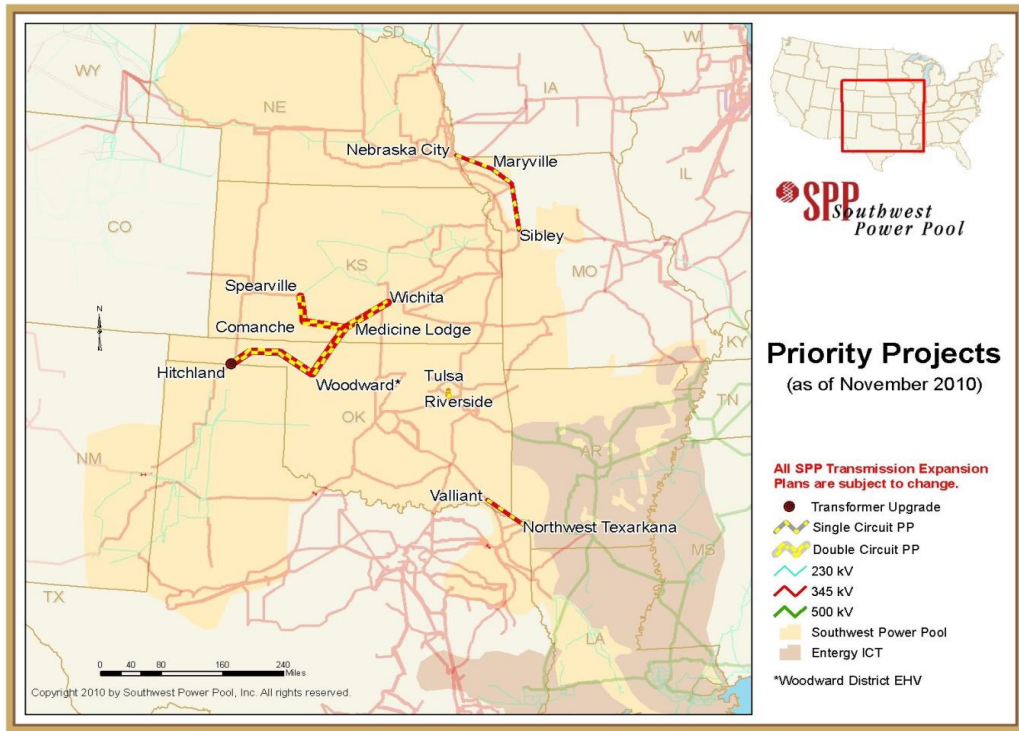 SD
WI
WY
IA
NE
Nebraska City
Maryville
IL
CO
Sibley
MO
KS
Spearville
Wichita
Comanche
Medicine Lodge
N
KY
Hitchland
Woodward*
Tulsa
Riverside
TN
OK
AR
NM
Valliant
Northwest Texarkana
MS
TX
LA
0 40 80 160 240
Miles
Copyright 2010 by Southwest Power Pool, Inc. All rights reserved.
SPP
Southwest
Power Pool
Priority Projects
(as of November 2010)
All SPP Transmission Expansion
Plans are subject to change.
Transformer Upgrade
Single Circuit PP
Double Circuit PP
230 kV
345 kV
500 kV
Southwest Power Pool
Entergy ICT
*Woodward District EHV